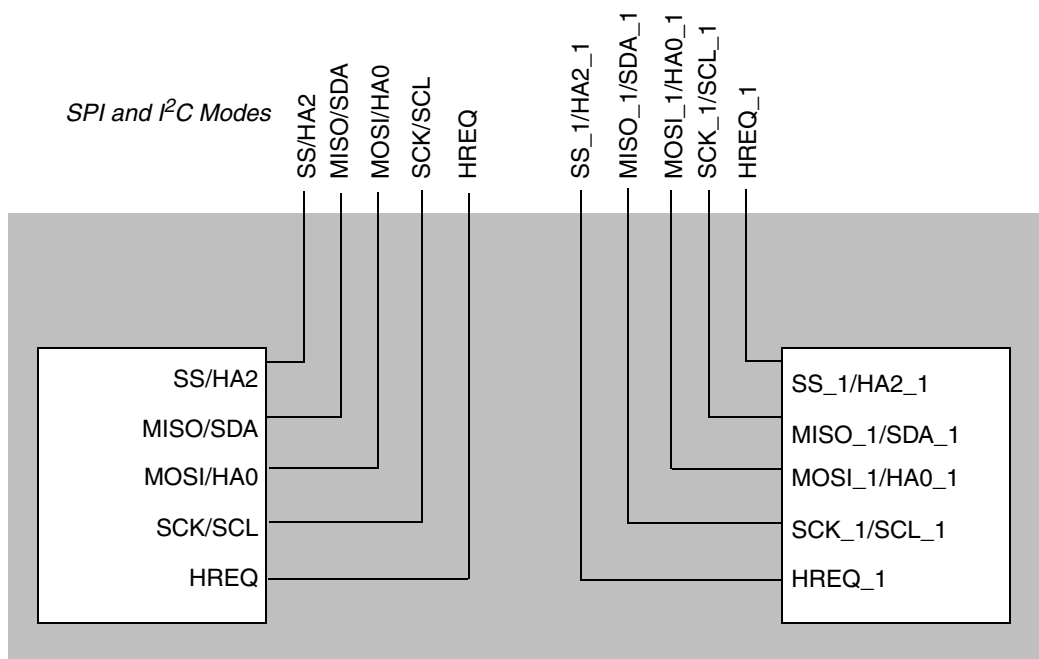 SPI and I²C Modes
SS/HA2
MISO/SDA
MOSI/HA0
SCK/SCL
HREQ
SS_1/HA2_1
MISO_1/SDA_1
MOSI_1/HA0_1
SCK_1/SCL_1
HREQ_1
SS/HA2
MISO/SDA
MOSI/HA0
SCK/SCL
HREQ
SS_1/HA2_1
MISO_1/SDA_1
MOSI_1/HA0_1
SCK_1/SCL_1
HREQ_1